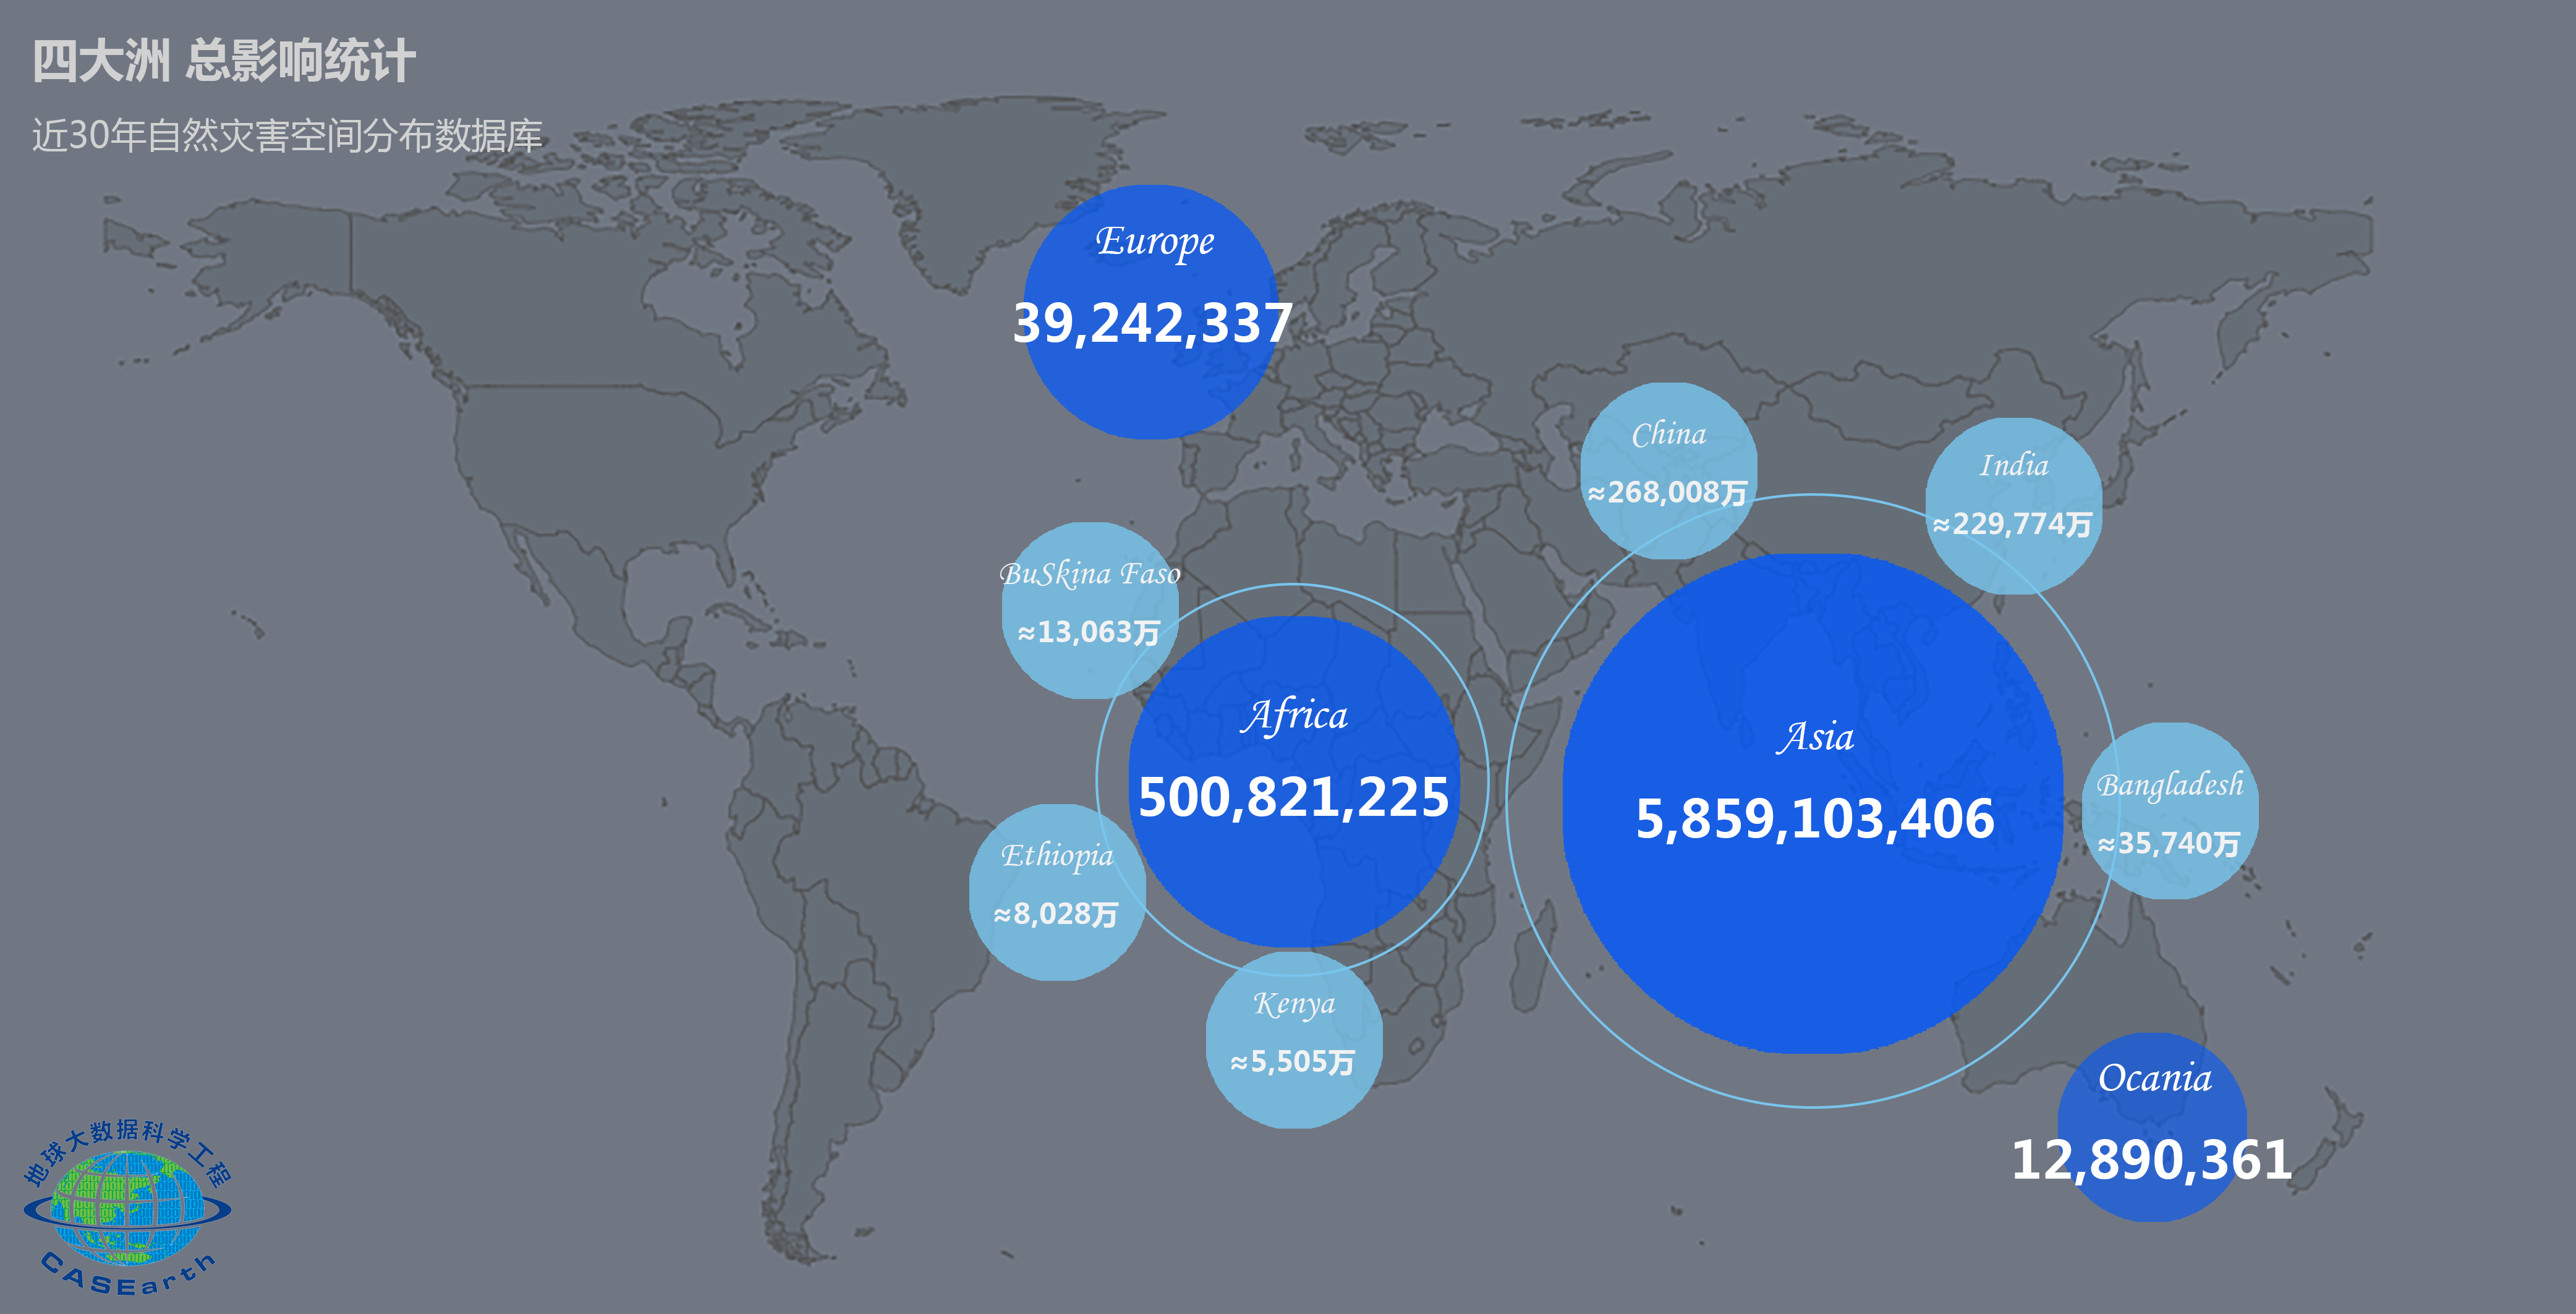 四大洲 总影响统计
近30年自然灾害空间分布数据库
Europe
39,242,337
China
≈268,008万
India
≈229,774万
BuSkina Faso
≈13,063万
Africa
500,821,225
Asia
5,859,103,406
Bangladesh
≈35,740万
Ethiopia
≈8,028万
Kenya
≈5,505万
Ocania
12,890,361
地球大数据科学工程
CASEarth